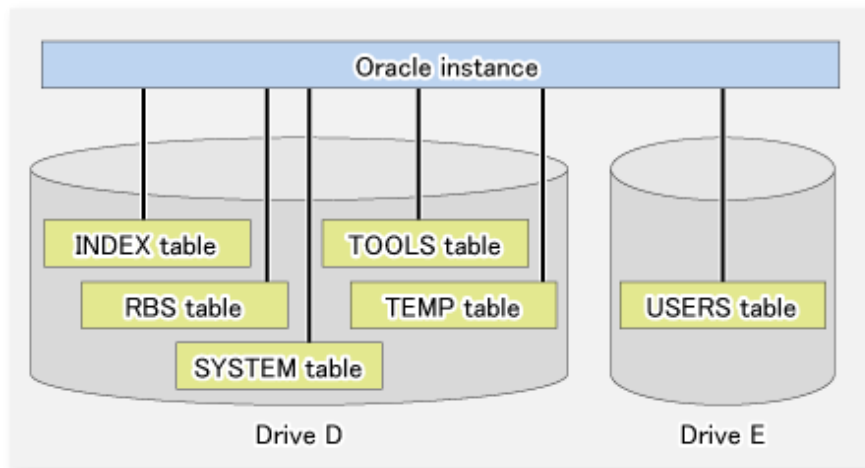 Oracle instance
INDEX table
TOOLS table
RBS table
TEMP table
USERS table
SYSTEM table
Drive D
Drive E